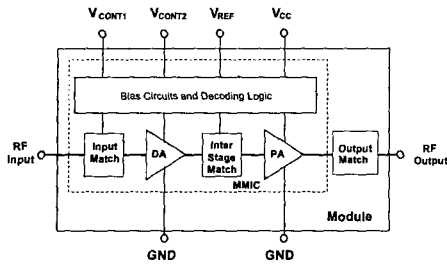 VCONT1 VCONT2 VREF VCC
Bias Circuits and Decoding Logic
RF Input
Input Match
DA
Inter Stage Match
PA
Output Match
RF Output
MMIC
Module
GND GND